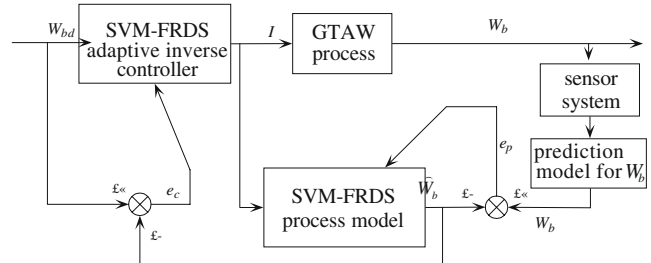 W_bd
SVM-FRDS
adaptive inverse
controller
I
GTAW
process
W_b
sensor
system
prediction
model for W_b
e_p
SVM-FRDS
process model
Ŵ_b
£-
£«
W_b
£«
e_c
£-